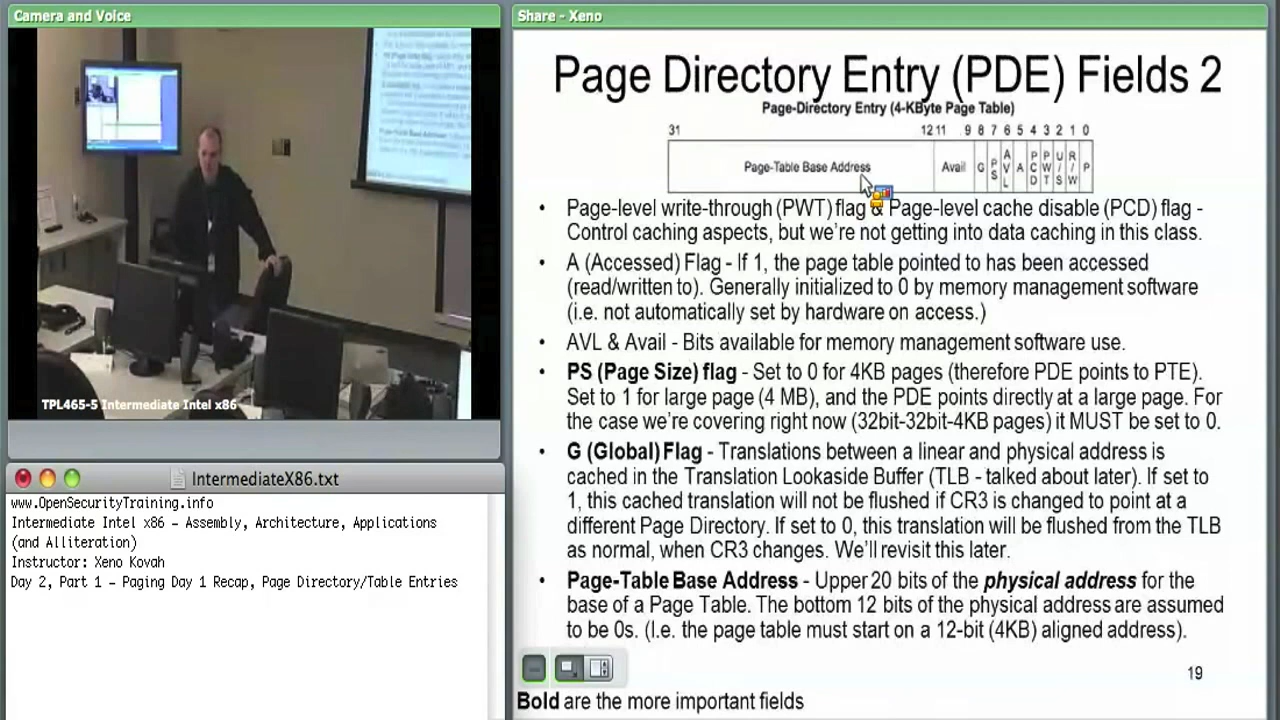 Camera and Voice
TPL465-5 Intermediate Intel x86
IntermediateX86.txt
www.OpenSecurityTraining.info
Intermediate Intel x86 – Assembly, Architecture, Applications
(and Alliteration)
Instructor: Xeno Kovah
Day 2, Part 1 – Paging Day 1 Recap, Page Directory/Table Entries
Share - Xeno
Page Directory Entry (PDE) Fields 2
Page-Directory Entry (4-KByte Page Table)
31 12 11 9 8 7 6 5 4 3 2 1 0
Page-Table Base Address Avail G PS AVL A PCD PWT U/S R/W P
• Page-level write-through (PWT) flag & Page-level cache disable (PCD) flag -
Control caching aspects, but we're not getting into data caching in this class.
• A (Accessed) Flag - If 1, the page table pointed to has been accessed
(read/written to). Generally initialized to 0 by memory management software
(i.e. not automatically set by hardware on access.)
• AVL & Avail - Bits available for memory management software use.
• PS (Page Size) flag - Set to 0 for 4KB pages (therefore PDE points to PTE).
Set to 1 for large page (4 MB), and the PDE points directly at a large page. For
the case we're covering right now (32bit-32bit-4KB pages) it MUST be set to 0.
• G (Global) Flag - Translations between a linear and physical address is
cached in the Translation Lookaside Buffer (TLB - talked about later). If set to
1, this cached translation will not be flushed if CR3 is changed to point at a
different Page Directory. If set to 0, this translation will be flushed from the TLB
as normal, when CR3 changes. We'll revisit this later.
• Page-Table Base Address - Upper 20 bits of the physical address for the
base of a Page Table. The bottom 12 bits of the physical address are assumed
to be 0s. (I.e. the page table must start on a 12-bit (4KB) aligned address).
19
Bold are the more important fields